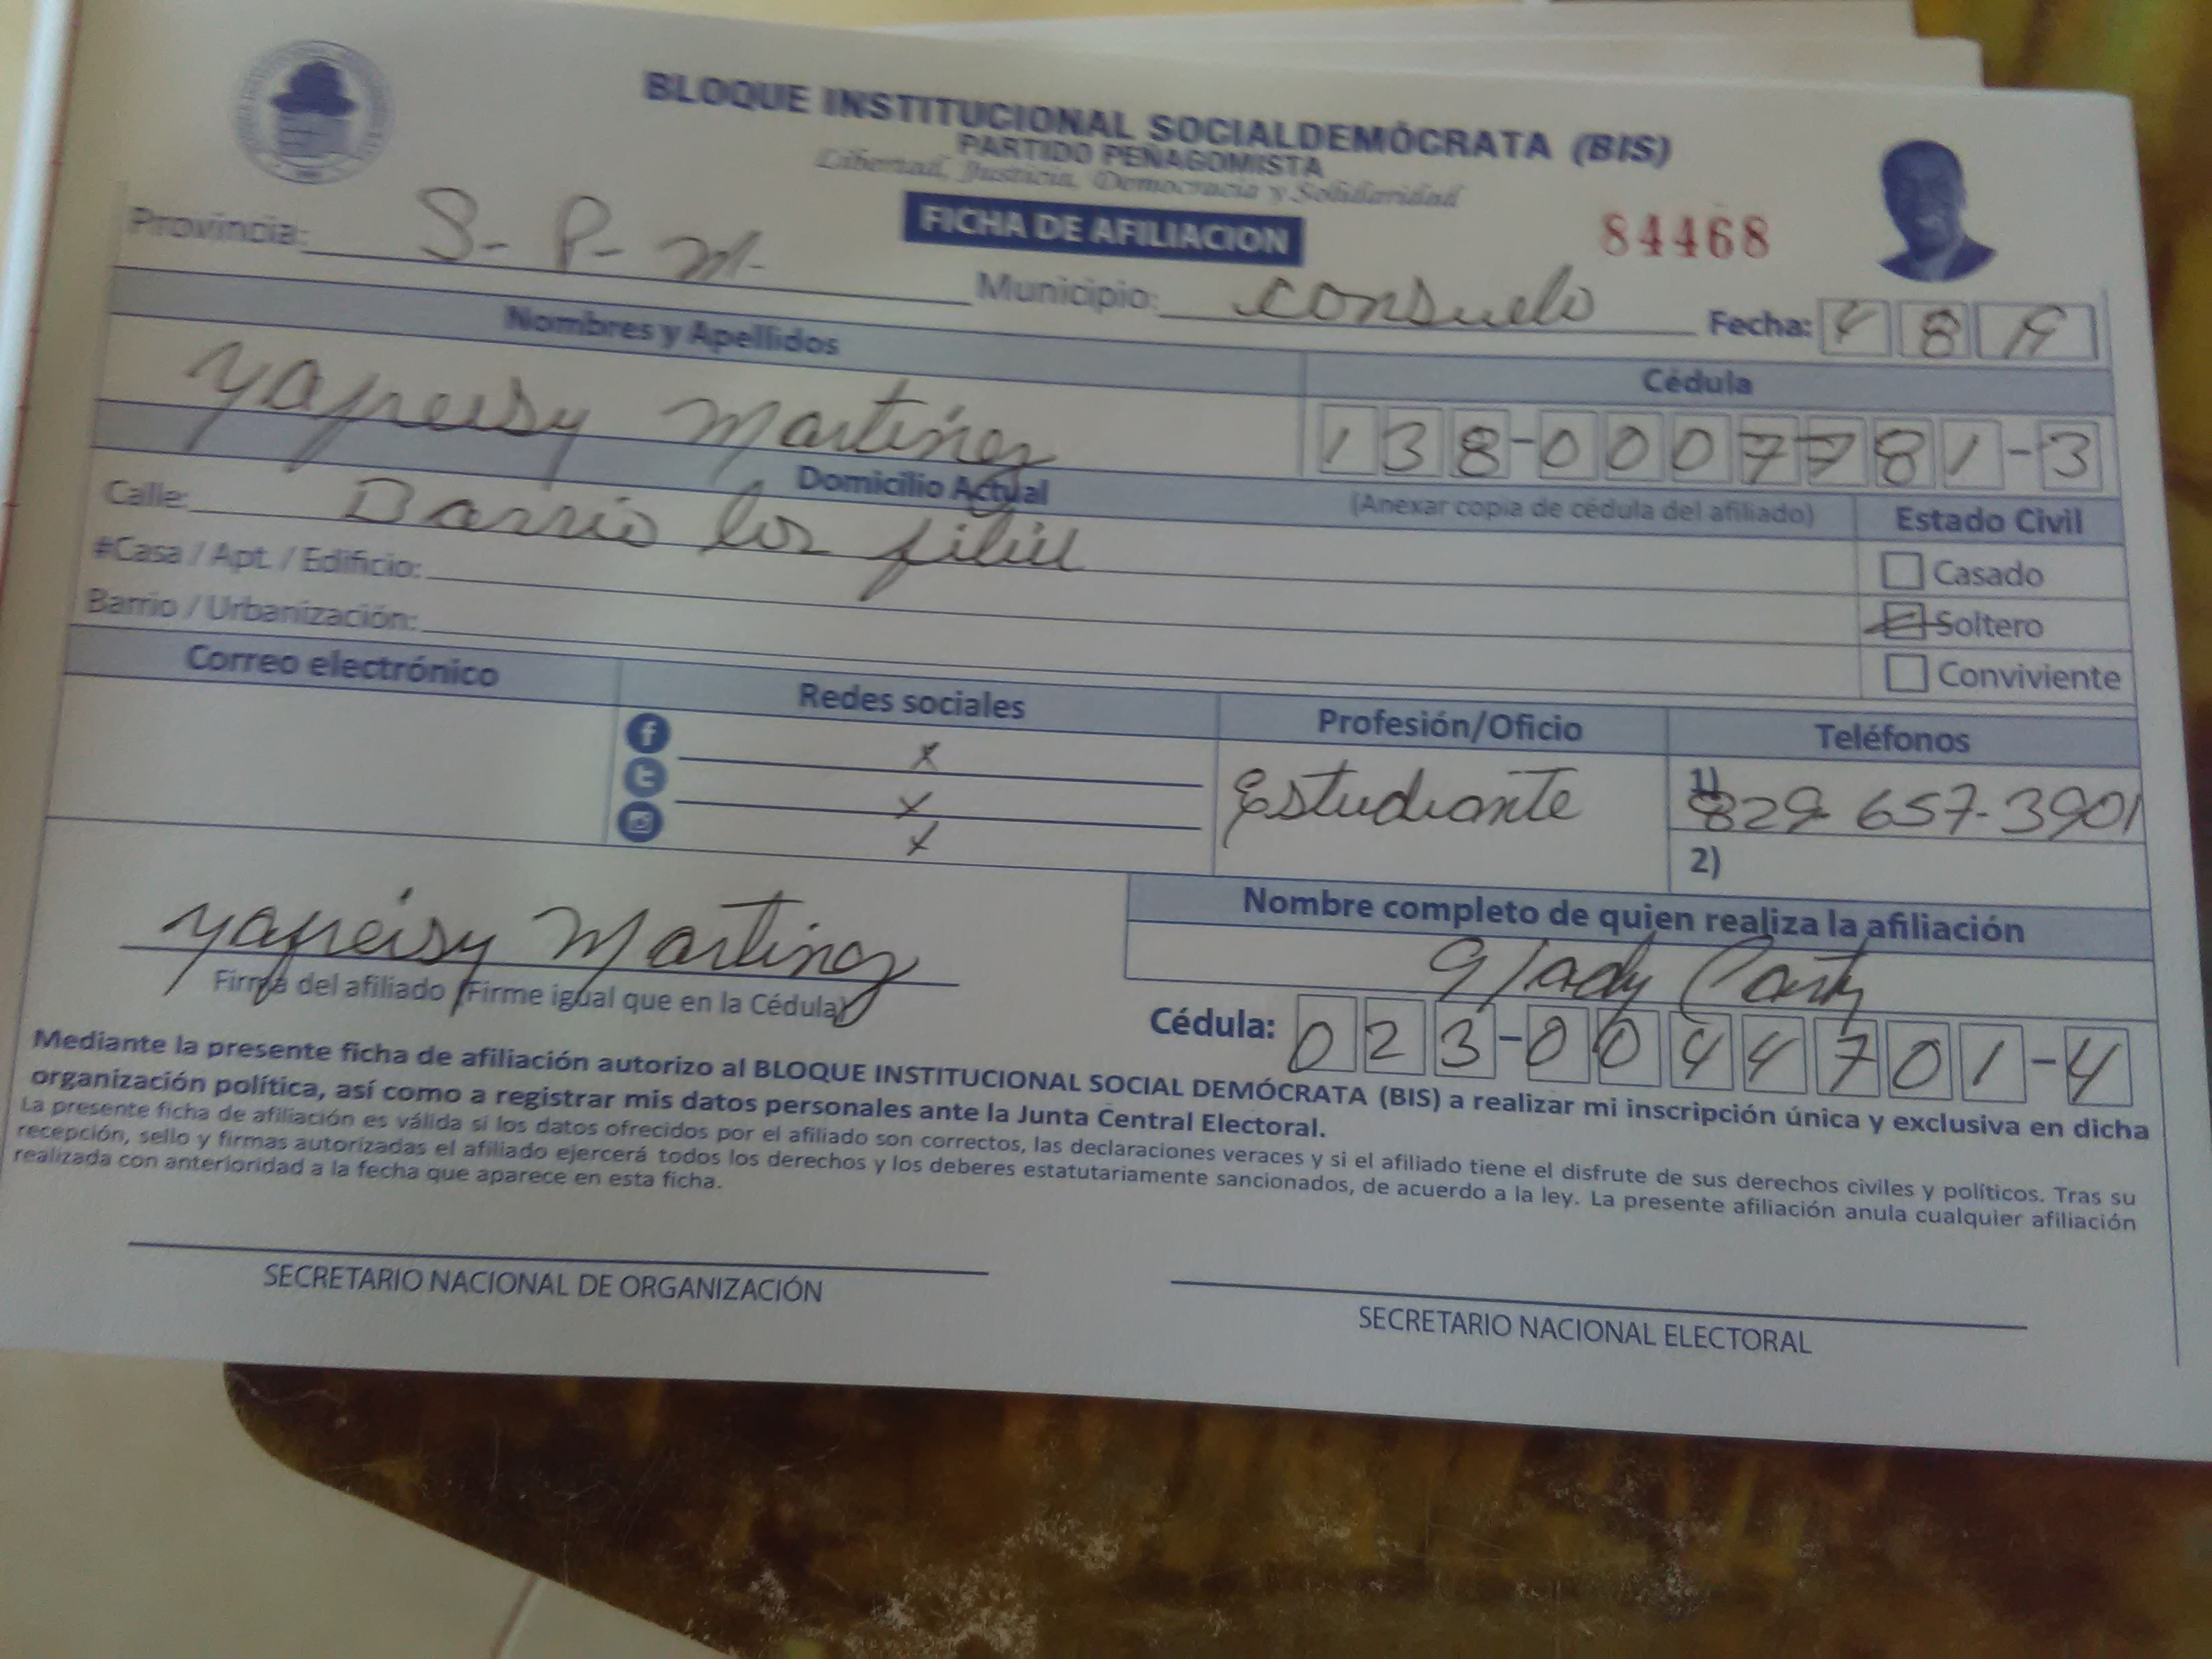 BLOQUE INSTITUCIONAL SOCIALDEMÓCRATA (BIS)
PARTIDO PEÑAGOMISTA
Libertad, Justicia, Democracia y Solidaridad
FICHA DE AFILIACION
84468
Provincia: S- P- M-
Municipio: Consuelo
Fecha: 4 8 19
Nombres y Apellidos
Cédula
Yafreisy Martinez
138-0007781-3
Domicilio Actual
(Anexar copia de cédula del afiliado)
Estado Civil
Calle: Barrio los
#Casa / Apt. / Edificio:
Barrio / Urbanización:
Casado
Soltero
Conviviente
Correo electrónico
Redes sociales
Profesión/Oficio
Teléfonos
f x
x
x
Estudiante
1) 829 657-3901
2)
Yafreisy Martinez
Firma del afiliado (Firme igual que en la Cédula)
Nombre completo de quien realiza la afiliación
Glady
Cédula: 023-0044701-4
Mediante la presente ficha de afiliación autorizo al BLOQUE INSTITUCIONAL SOCIAL DEMÓCRATA (BIS) a realizar mi inscripción única y exclusiva en dicha
organización política, así como a registrar mis datos personales ante la Junta Central Electoral.
La presente ficha de afiliación es válida si los datos ofrecidos por el afiliado son correctos, las declaraciones veraces y si el afiliado tiene el disfrute de sus derechos civiles y políticos. Tras su
recepción, sello y firmas autorizadas el afiliado ejercerá todos los derechos y los deberes estatutariamente sancionados, de acuerdo a la ley. La presente afiliación anula cualquier afiliación
realizada con anterioridad a la fecha que aparece en esta ficha.
SECRETARIO NACIONAL DE ORGANIZACIÓN
SECRETARIO NACIONAL ELECTORAL